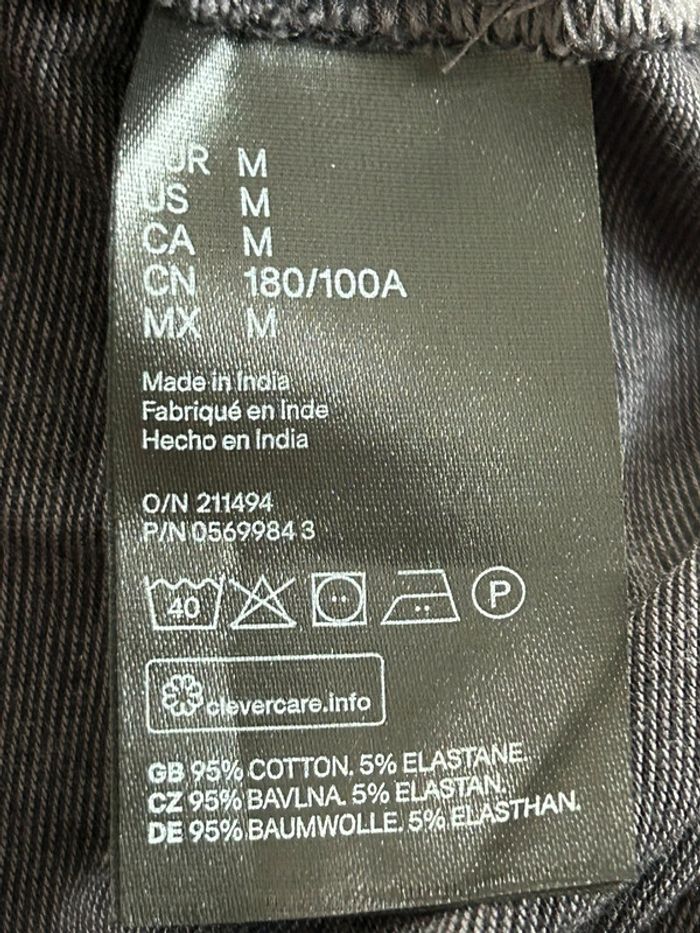 EUR M
US M
CA M
CN 180/100A
MX M
Made in India
Fabriqué en Inde
Hecho en India
O/N 211494
P/N 0569984 3
40
P
clevercare.info
GB 95% COTTON. 5% ELASTANE.
CZ 95% BAVLNA. 5% ELASTAN.
DE 95% BAUMWOLLE. 5% ELASTHAN.